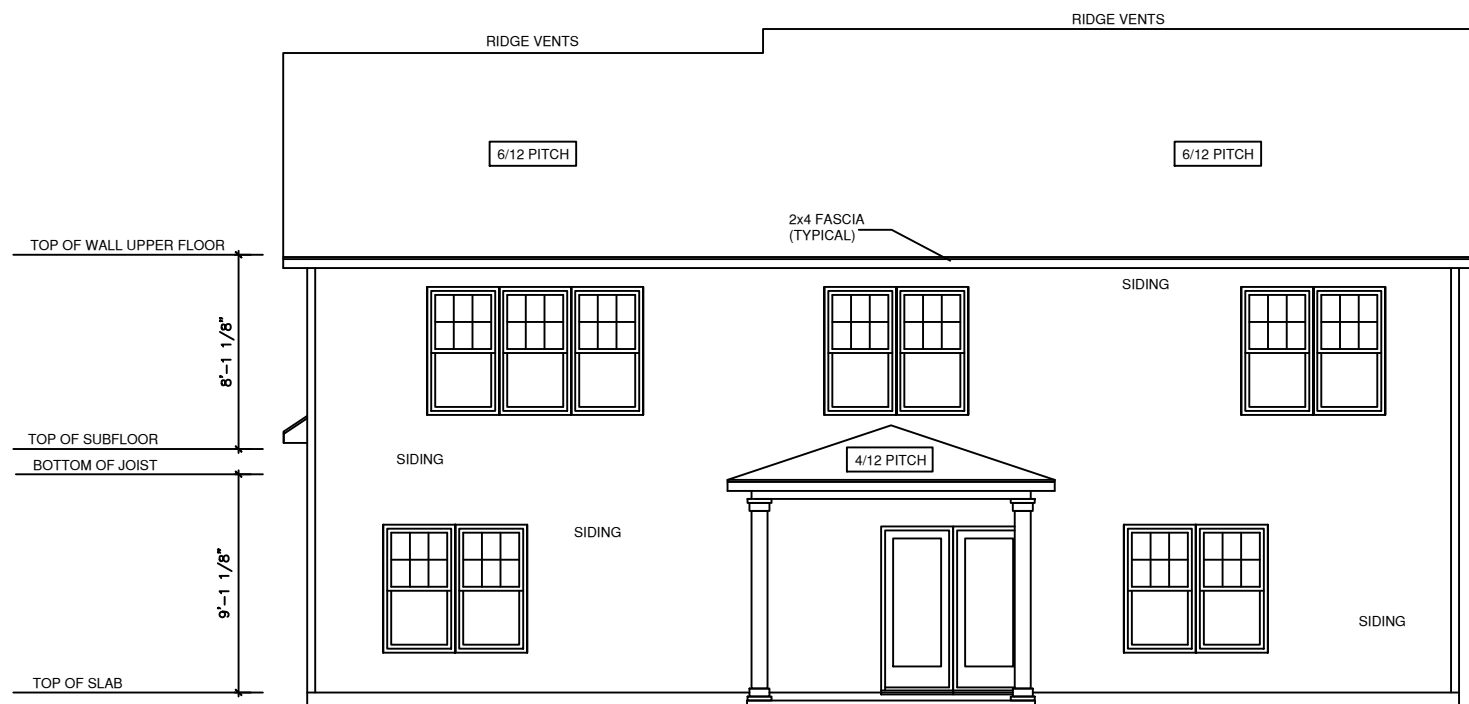 RIDGE VENTS
RIDGE VENTS
6/12 PITCH
6/12 PITCH
2x4 FASCIA
(TYPICAL)
TOP OF WALL UPPER FLOOR
SIDING
8'-1 1/8"
TOP OF SUBFLOOR
SIDING
4/12 PITCH
BOTTOM OF JOIST
SIDING
9'-1 1/8"
SIDING
TOP OF SLAB